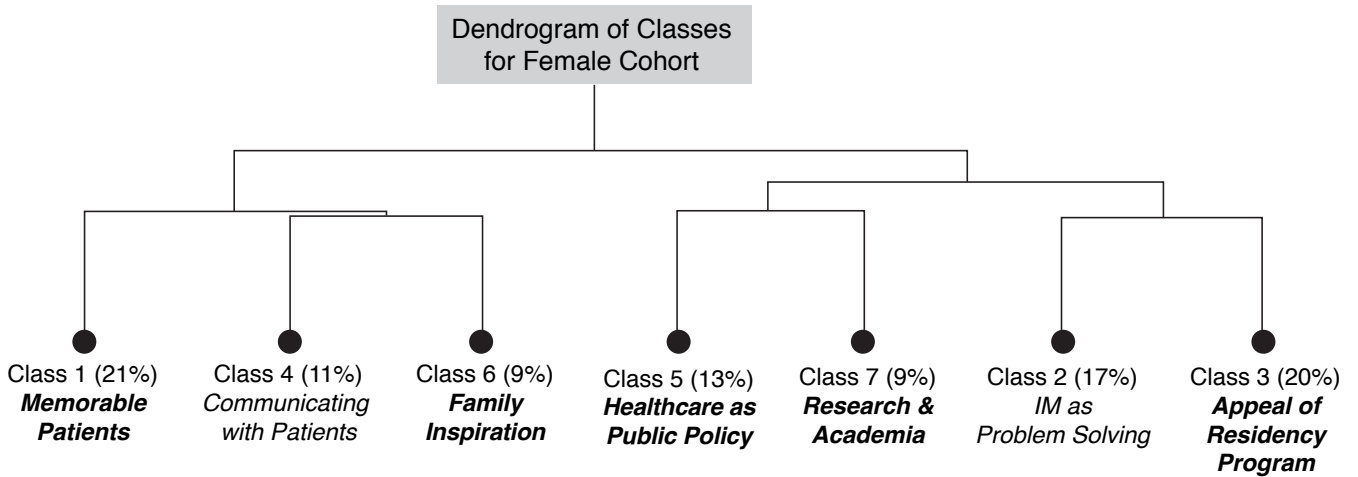 Dendrogram of Classes
for Female Cohort
Class 1 (21%)
Memorable
Patients
Class 4 (11%)
Communicating
with Patients
Class 6 (9%)
Family
Inspiration
Class 5 (13%)
Healthcare as
Public Policy
Class 7 (9%)
Research &
Academia
Class 2 (17%)
IM as
Problem Solving
Class 3 (20%)
Appeal of
Residency
Program